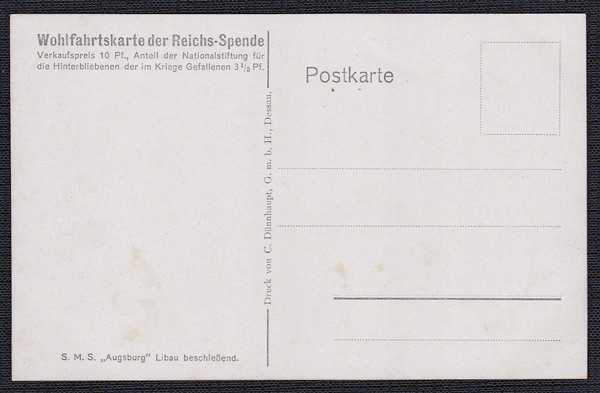 Wohlfahrtskarte der Reichs-Spende
Verkaufspreis 10 Pf., Anteil der Nationalstiftung für
die Hinterbliebenen der im Kriege Gefallenen 3 1/3 Pf.
Postkarte
Druck von C. Dünnhaupt, G. m. b. H., Dessau.
S. M. S. „Augsburg" Libau beschießend.